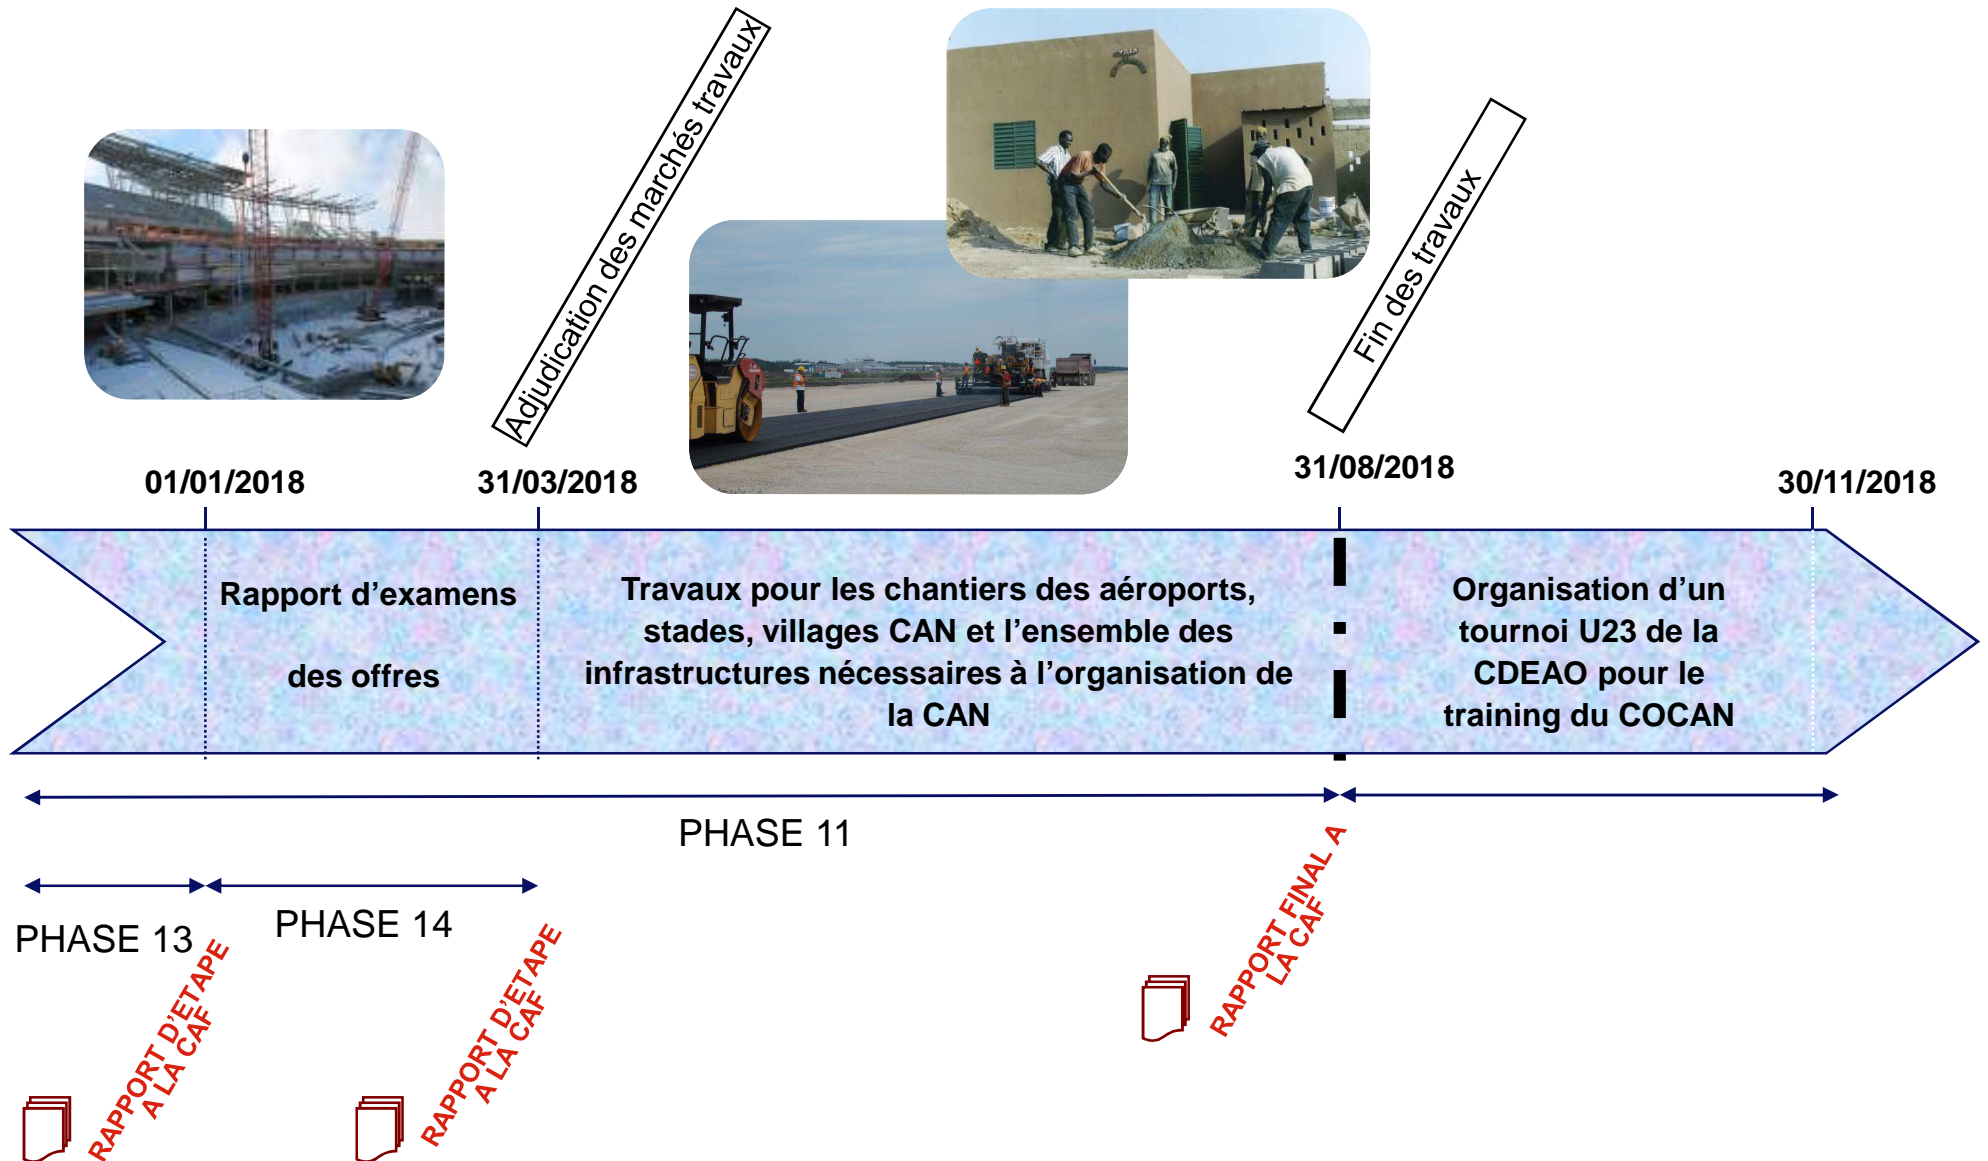 Adjudication des marchés travaux
VILLA
Fin des travaux
01/01/2018
31/03/2018
31/08/2018
30/11/2018
Rapport d’examens
des offres
Travaux pour les chantiers des aéroports,
stades, villages CAN et l’ensemble des
infrastructures nécessaires à l’organisation de
la CAN
Organisation d’un
tournoi U23 de la
CDEAO pour le
training du COCAN
PHASE 11
PHASE 13
PHASE 14
RAPPORT D’ETAPE
A LA CAF
RAPPORT D’ETAPE
A LA CAF
RAPPORT FINAL A
LA CAF